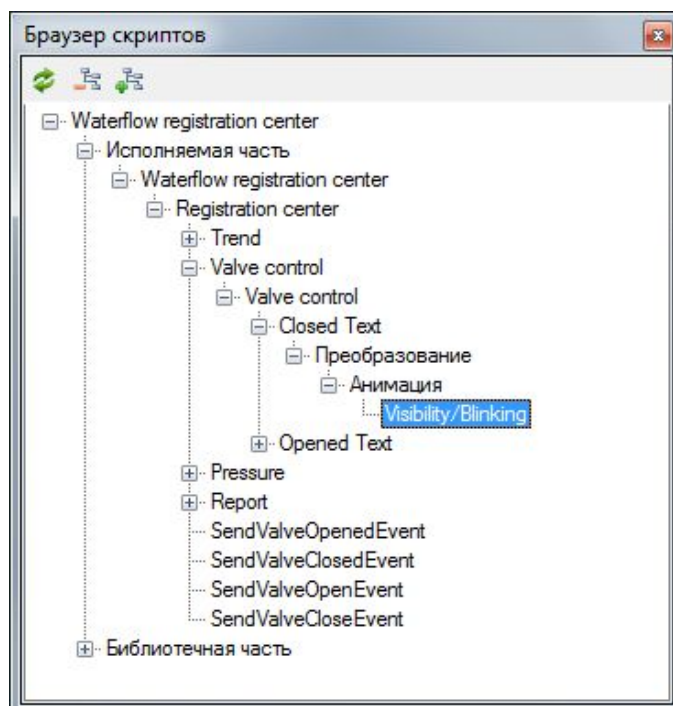 Браузер скриптов
Waterflow registration center
Исполняемая часть
Waterflow registration center
Registration center
Trend
Valve control
Valve control
Closed Text
Преобразование
Анимация
Visibility/Blinking
Opened Text
Pressure
Report
SendValveOpenedEvent
SendValveClosedEvent
SendValveOpenEvent
SendValveCloseEvent
Библиотечная часть